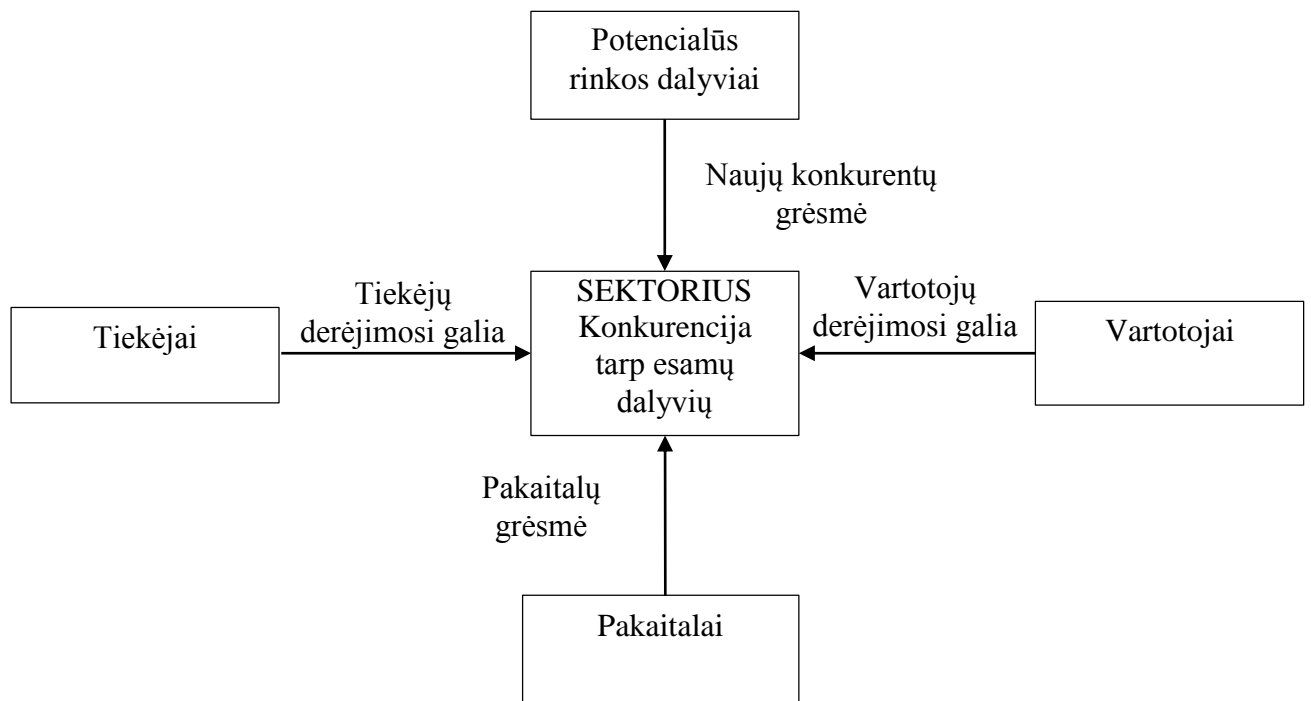 Potencialūs
rinkos dalyviai
Naujų konkurentų
grėsmė
Tiekėjai
Tiekėjų
derėjimosi galia
SEKTORIUS
Konkurencija
tarp esamų
dalyvių
Vartotojų
derėjimosi galia
Vartotojai
Pakaitalų
grėsmė
Pakaitalai